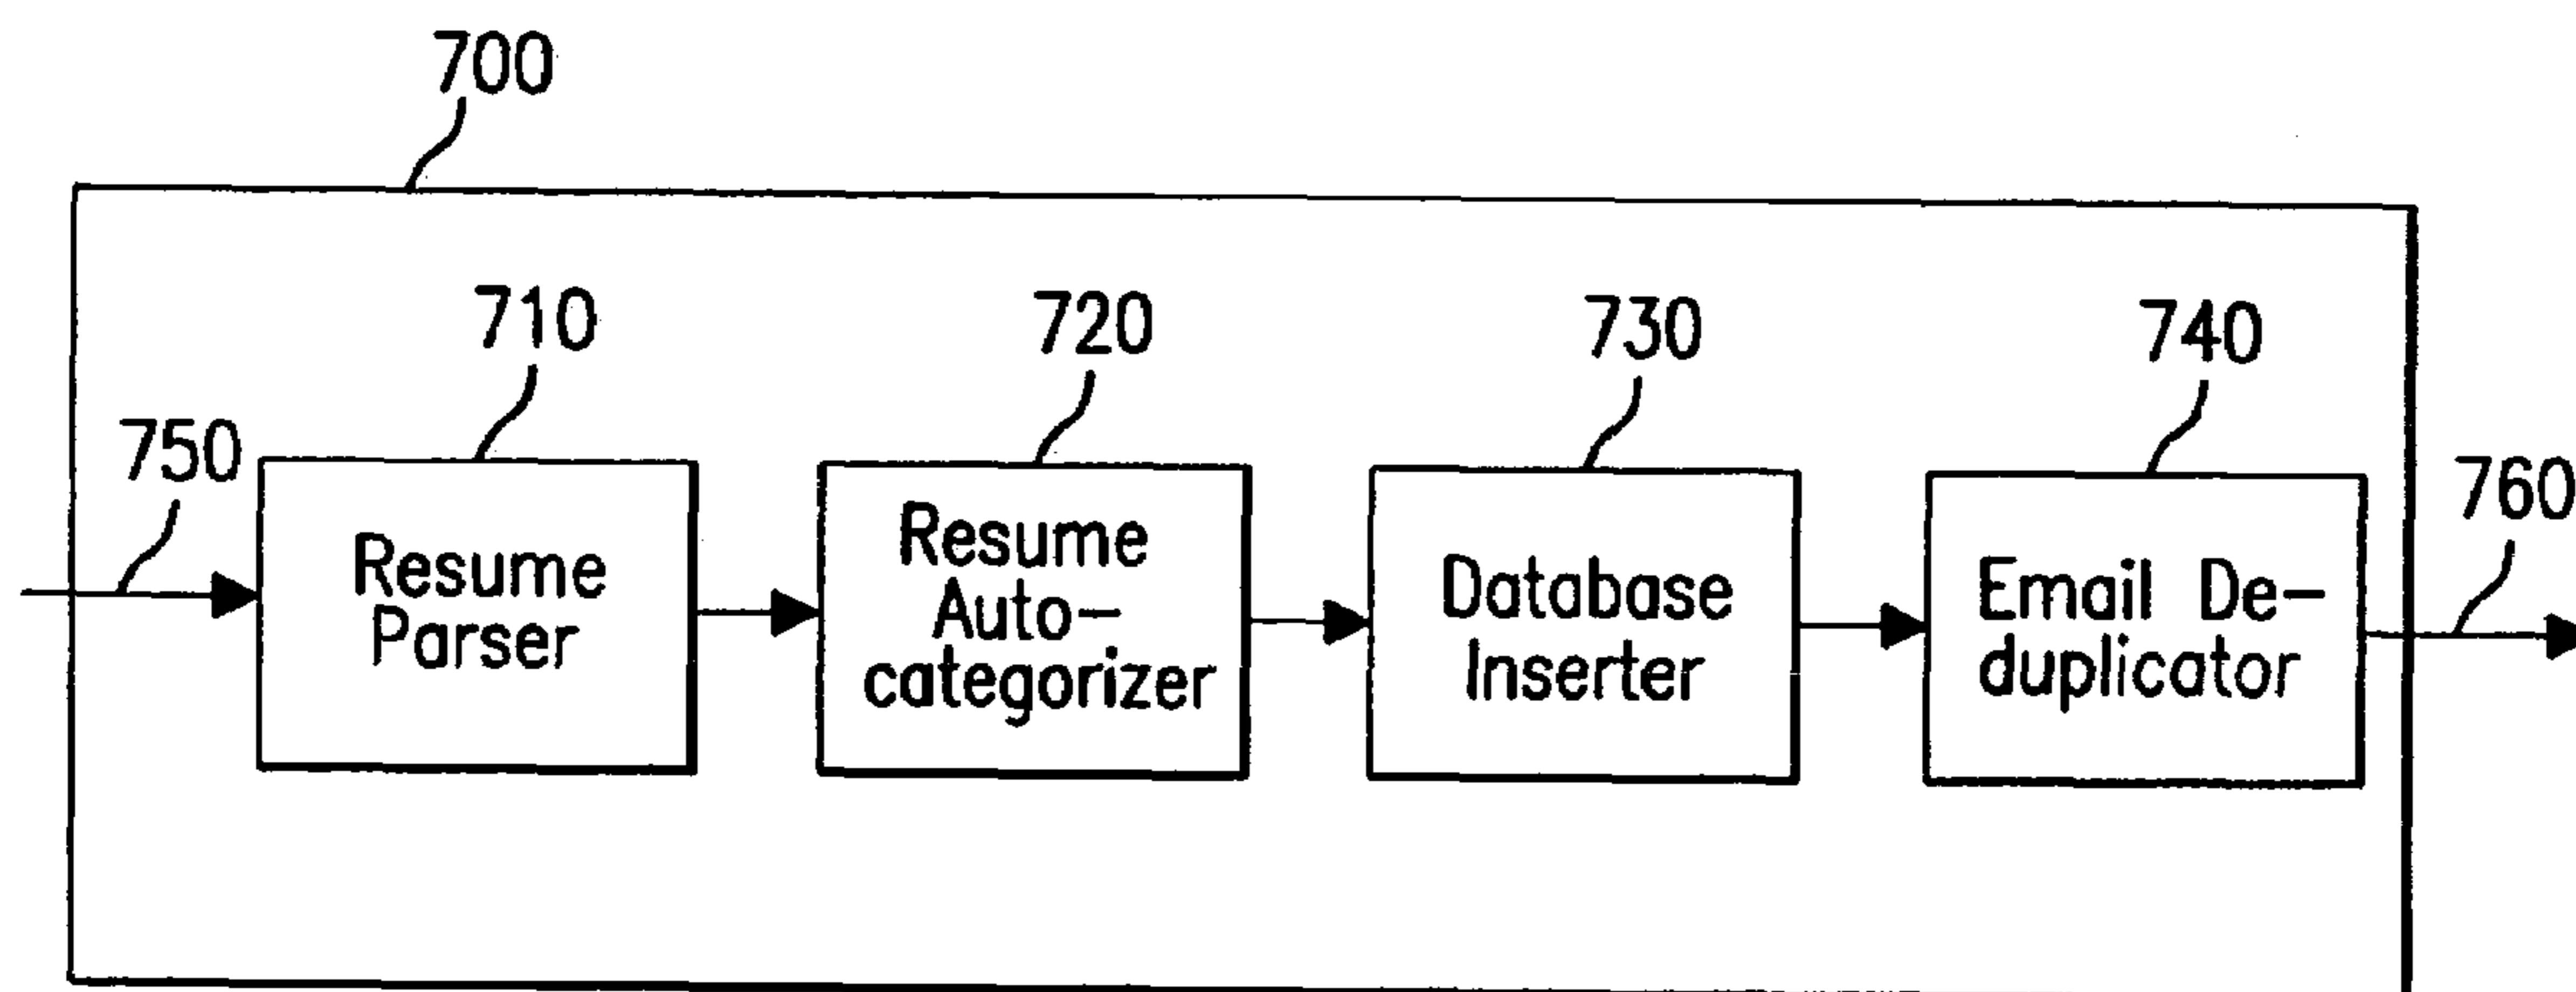 700
710
720
730
740
750
760
Resume
Parser
Resume
Auto-
categorizer
Database
Inserter
Email De-
duplicator